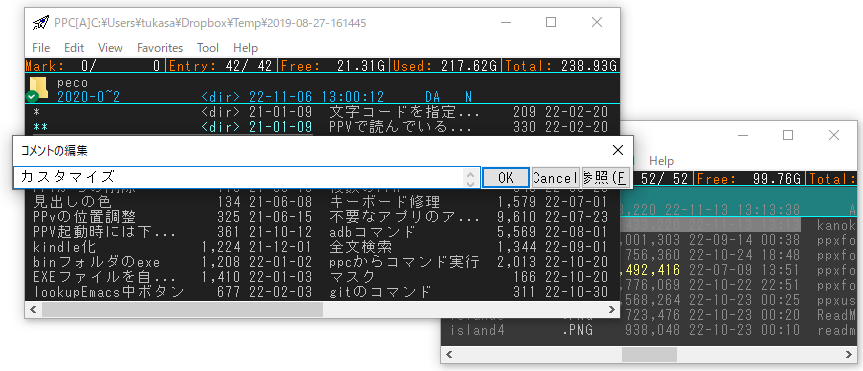 PPC[A]C:¥Users¥tukasa¥Dropbox¥Temp¥2019-08-27-161445
File Edit View Favorites Tool Help
Mark: 0/ 0|Entry: 42/ 42|Free: 21.31G|Used: 217.62G|Total: 238.93G
peco
2020-0~2 <dir> 22-11-06 13:00:12 DA N
* <dir> 21-01-09 文字コードを指定... 209 22-02-20
** <dir> 21-01-09 PPVで読んでいる... 330 22-02-20
コメントの編集
カスタマイズ OK Cancel 参照(F
Help
52/ 52|Free: 99.76G|Total:
,220 22-11-13 13:13:38 A
見出しの色 134 21-06-08 キーボード修理 1,579 22-07-01
kanok
PPvの位置調整 325 21-06-15 不要なアプリのア... 9,610 22-07-23
,001,303 22-09-14 00:38 ppxfo
PPV起動時には下... 361 21-10-12 adbコマンド 5,569 22-08-01
756,360 22-10-24 18:48 ppxfo
kindle化 1,224 21-12-01 全文検索 1,344 22-09-01
,492,416 22-07-09 13:51 ppxfo
binフォルダのexe 1,208 22-01-02 ppcからコマンド実行 2,013 22-10-20
,776,069 22-10-22 22:51 ppxfo
EXEファイルを自... 1,410 22-01-03 マスク 166 22-10-20
,568,264 22-10-23 00:25 ppxus
lookupEmacs中ボタン 677 22-02-03 gitのコマンド 311 22-10-30
723,476 22-10-23 00:20 ReadM
island4 .PNG 938,048 22-10-23 00:10 readm